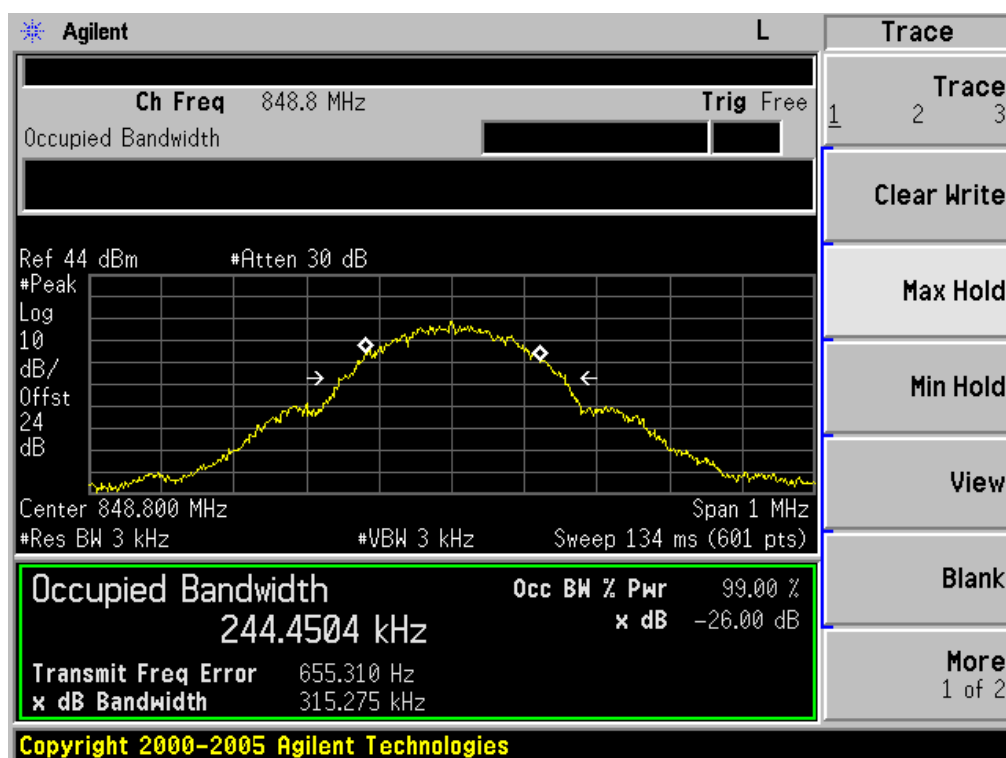 Agilent L Trace
Ch Freq 848.8 MHz Trig Free
Occupied Bandwidth
Trace
1 2 3
Clear Write
Max Hold
Min Hold
View
Blank
More
1 of 2
Ref 44 dBm #Atten 30 dB
#Peak
Log
10
dB/
Offst
24
dB
Center 848.800 MHz Span 1 MHz
#Res BW 3 kHz #VBW 3 kHz Sweep 134 ms (601 pts)
Occupied Bandwidth Occ BW % Pwr 99.00 %
244.4504 kHz x dB -26.00 dB
Transmit Freq Error 655.310 Hz
x dB Bandwidth 315.275 kHz
Copyright 2000-2005 Agilent Technologies